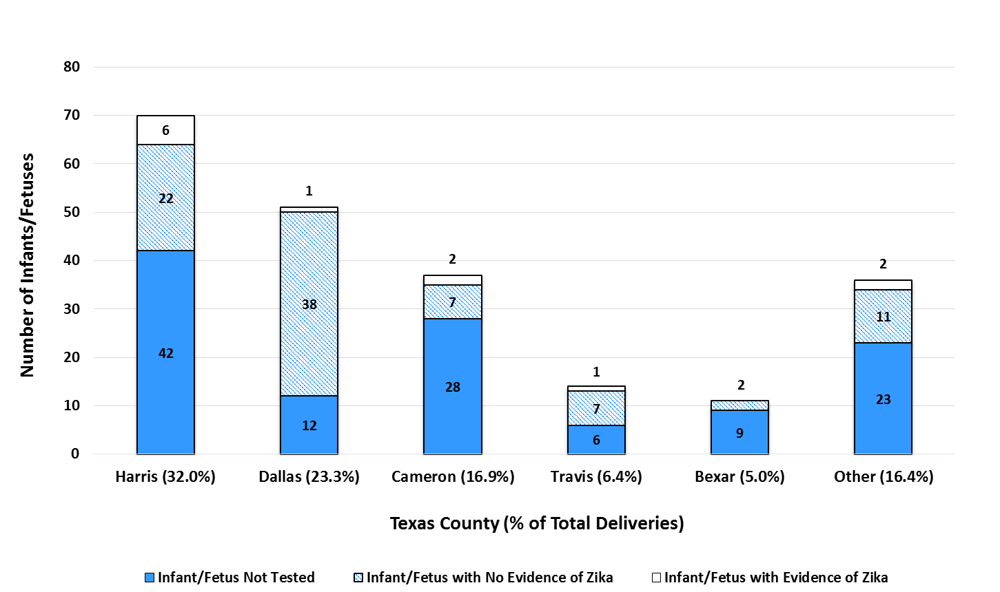 80
70
60
50
40
30
20
10
0
Number of Infants/Fetuses
6
22
42
1
38
12
2
7
28
1
7
6
2
9
2
11
23
Harris (32.0%)
Dallas (23.3%)
Cameron (16.9%)
Travis (6.4%)
Bexar (5.0%)
Other (16.4%)
Texas County (% of Total Deliveries)
Infant/Fetus Not Tested
Infant/Fetus with No Evidence of Zika
Infant/Fetus with Evidence of Zika